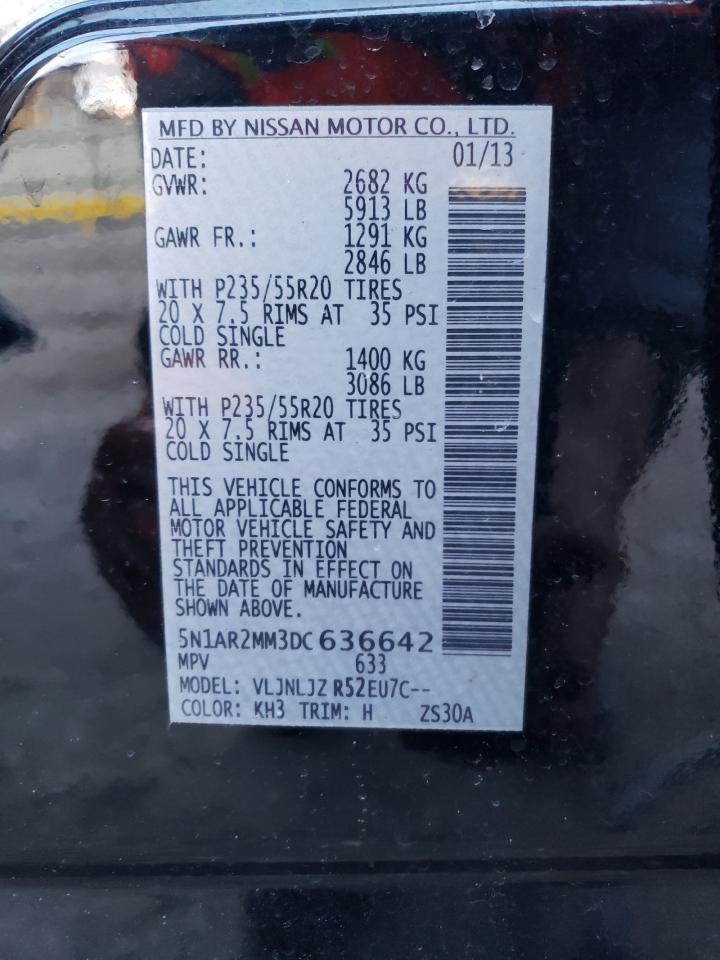 MFD BY NISSAN MOTOR CO., LTD.
DATE: 01/13
GVWR: 2682 KG
5913 LB
GAWR FR.: 1291 KG
2846 LB
WITH P235/55R20 TIRES
20 X 7.5 RIMS AT 35 PSI
COLD SINGLE
GAWR RR.: 1400 KG
3086 LB
WITH P235/55R20 TIRES
20 X 7.5 RIMS AT 35 PSI
COLD SINGLE
THIS VEHICLE CONFORMS TO
ALL APPLICABLE FEDERAL
MOTOR VEHICLE SAFETY AND
THEFT PREVENTION
STANDARDS IN EFFECT ON
THE DATE OF MANUFACTURE
SHOWN ABOVE.
5N1AR2MM3DC 636642
MPV 633
MODEL: VLJNLJZ R52EU7C--
COLOR: KH3 TRIM: H ZS30A